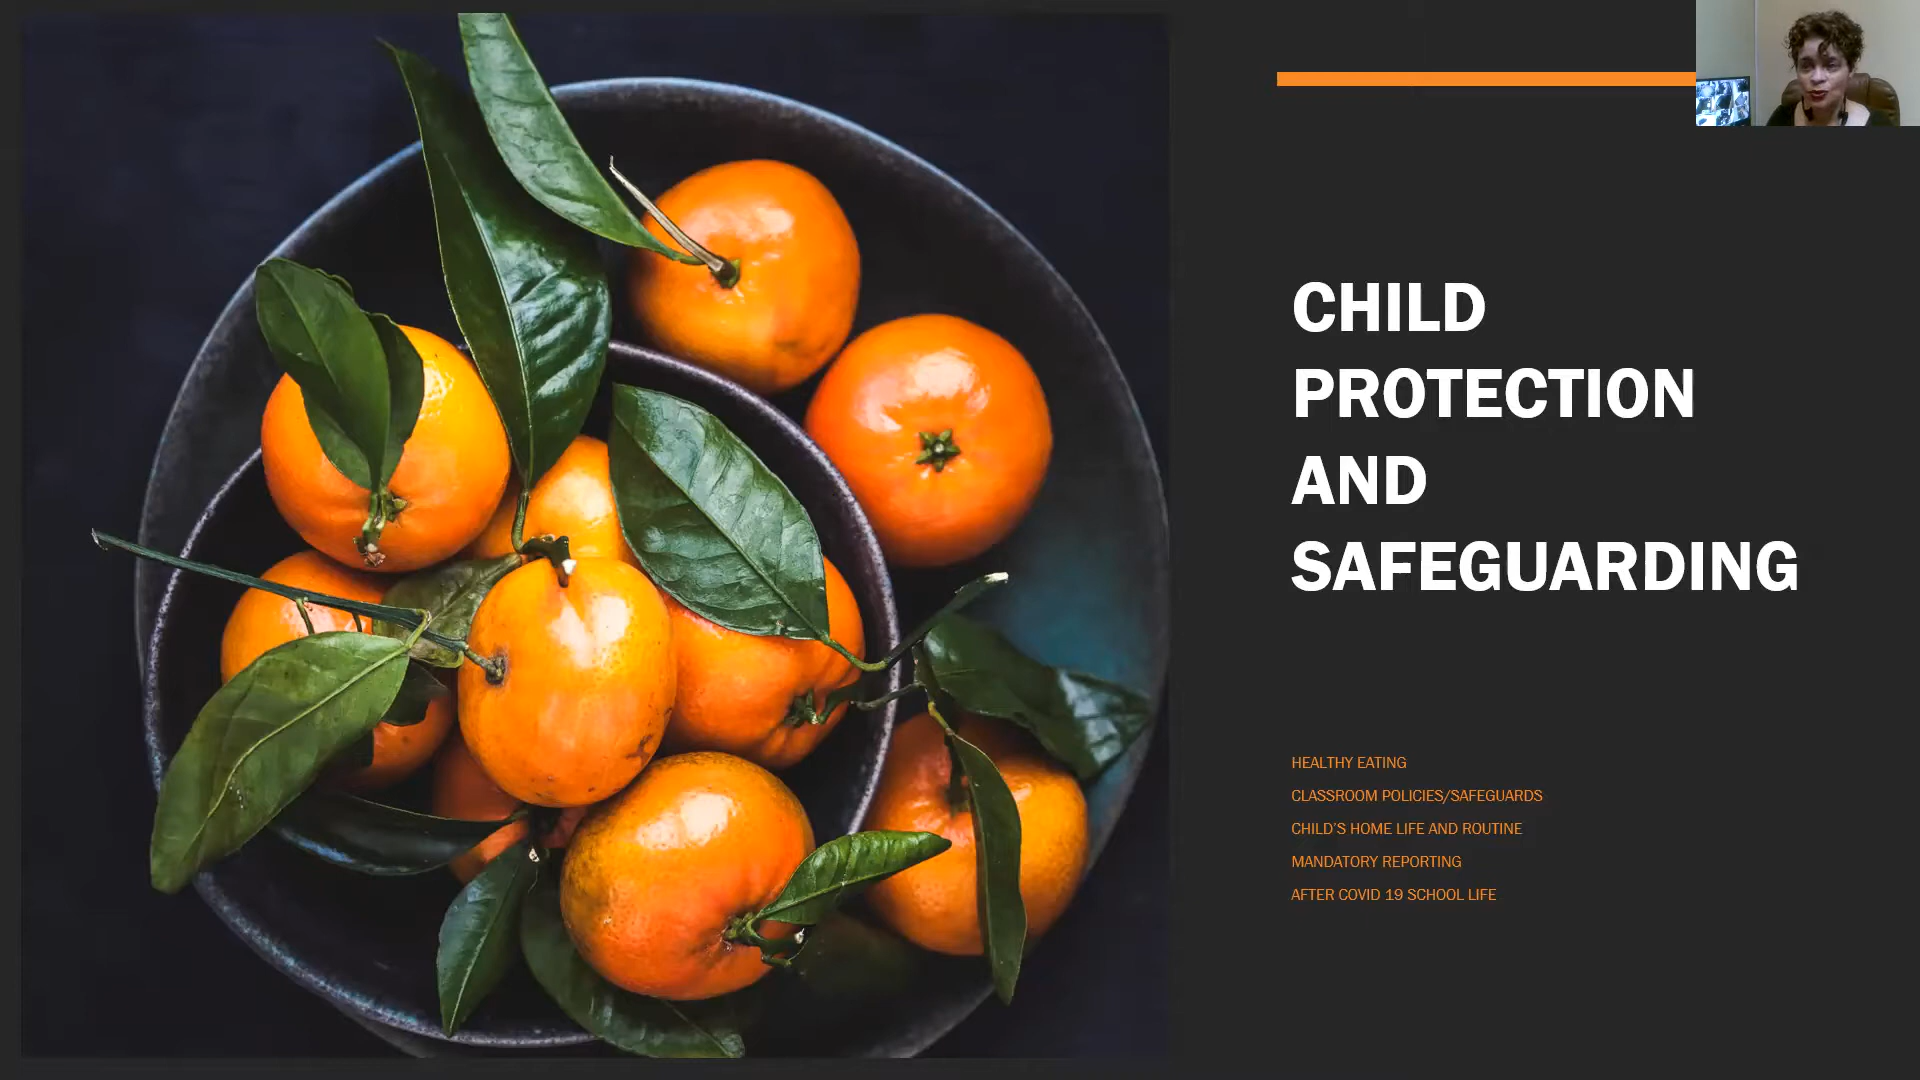 CHILD
PROTECTION
AND
SAFEGUARDING
HEALTHY EATING
CLASSROOM POLICIES/SAFEGUARDS
CHILD'S HOME LIFE AND ROUTINE
MANDATORY REPORTING
AFTER COVID 19 SCHOOL LIFE